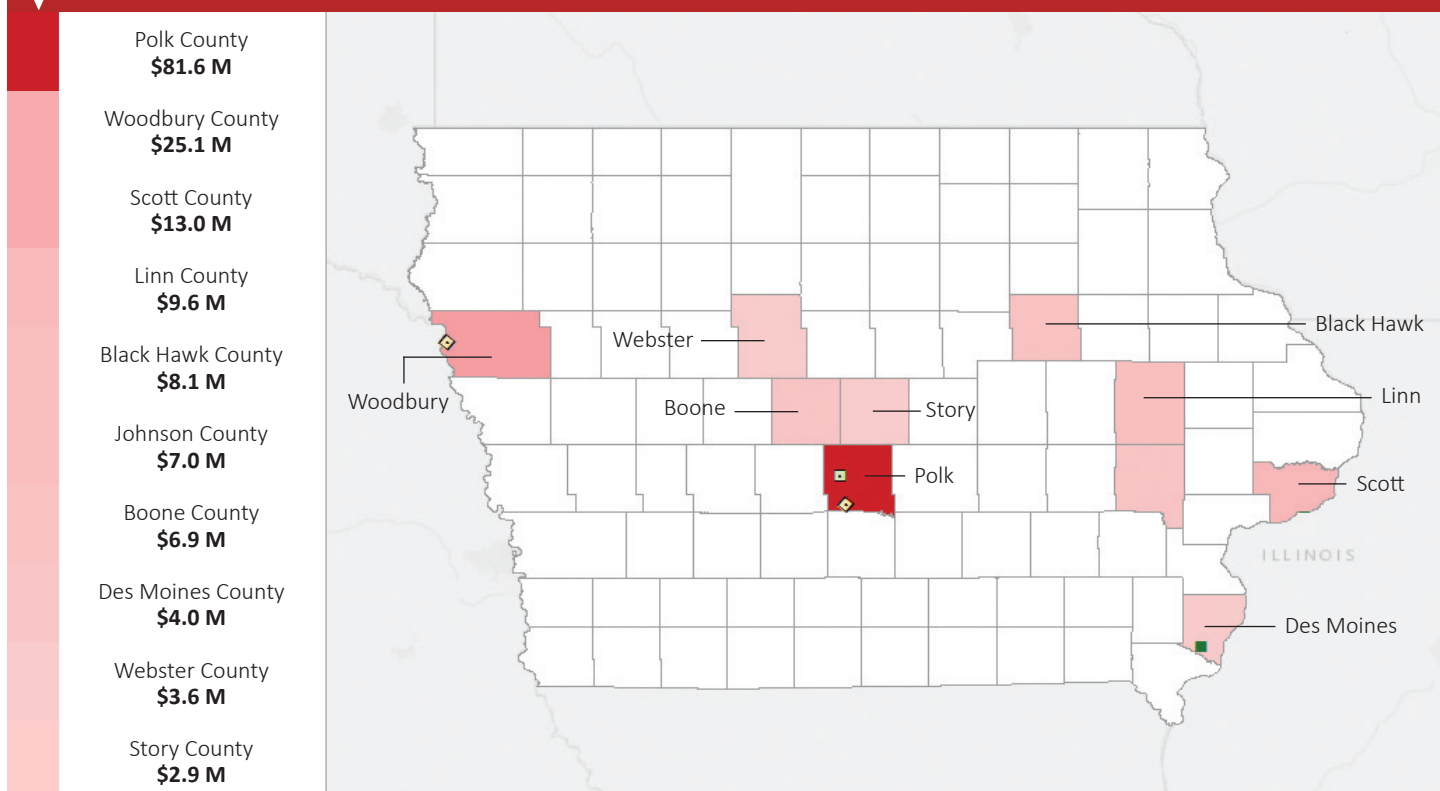 Polk County
$81.6 M
Woodbury County
$25.1 M
Scott County
$13.0 M
Linn County
$9.6 M
Black Hawk County
$8.1 M
Johnson County
$7.0 M
Boone County
$6.9 M
Des Moines County
$4.0 M
Webster County
$3.6 M
Story County
$2.9 M
Black Hawk
Webster
Linn
Woodbury
Boone
Story
Polk
Scott
ILLINOIS
Des Moines